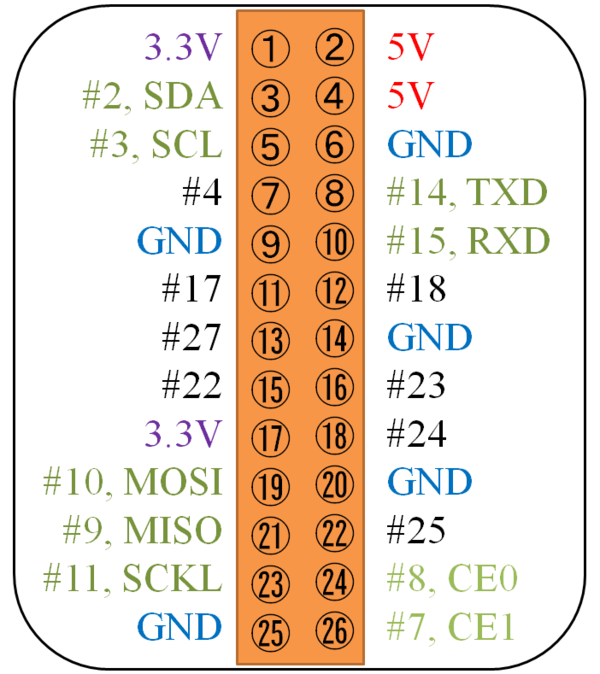 3.3V ① ② 5V
#2, SDA ③ ④ 5V
#3, SCL ⑤ ⑥ GND
#4 ⑦ ⑧ #14, TXD
GND ⑨ ⑩ #15, RXD
#17 ⑪ ⑫ #18
#27 ⑬ ⑭ GND
#22 ⑮ ⑯ #23
3.3V ⑰ ⑱ #24
#10, MOSI ⑲ ⑳ GND
#9, MISO ㉑ ㉒ #25
#11, SCKL ㉓ ㉔ #8, CE0
GND ㉕ ㉖ #7, CE1